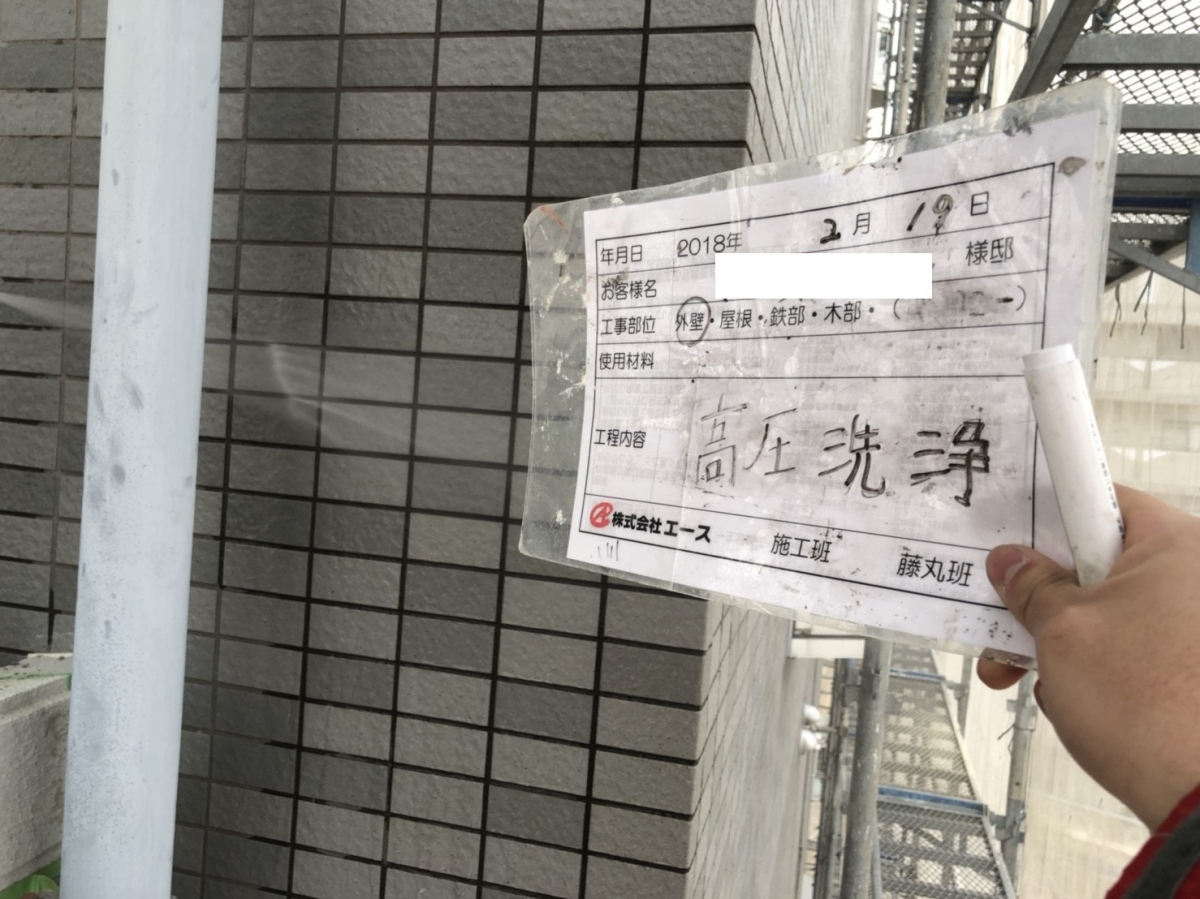 年月日 2018年 2月 19日
お客様名 様邸
工事部位 外壁・屋根・鉄部・木部・( )
使用材料
工程内容 高圧洗浄
株式会社エース 施工班 藤丸班